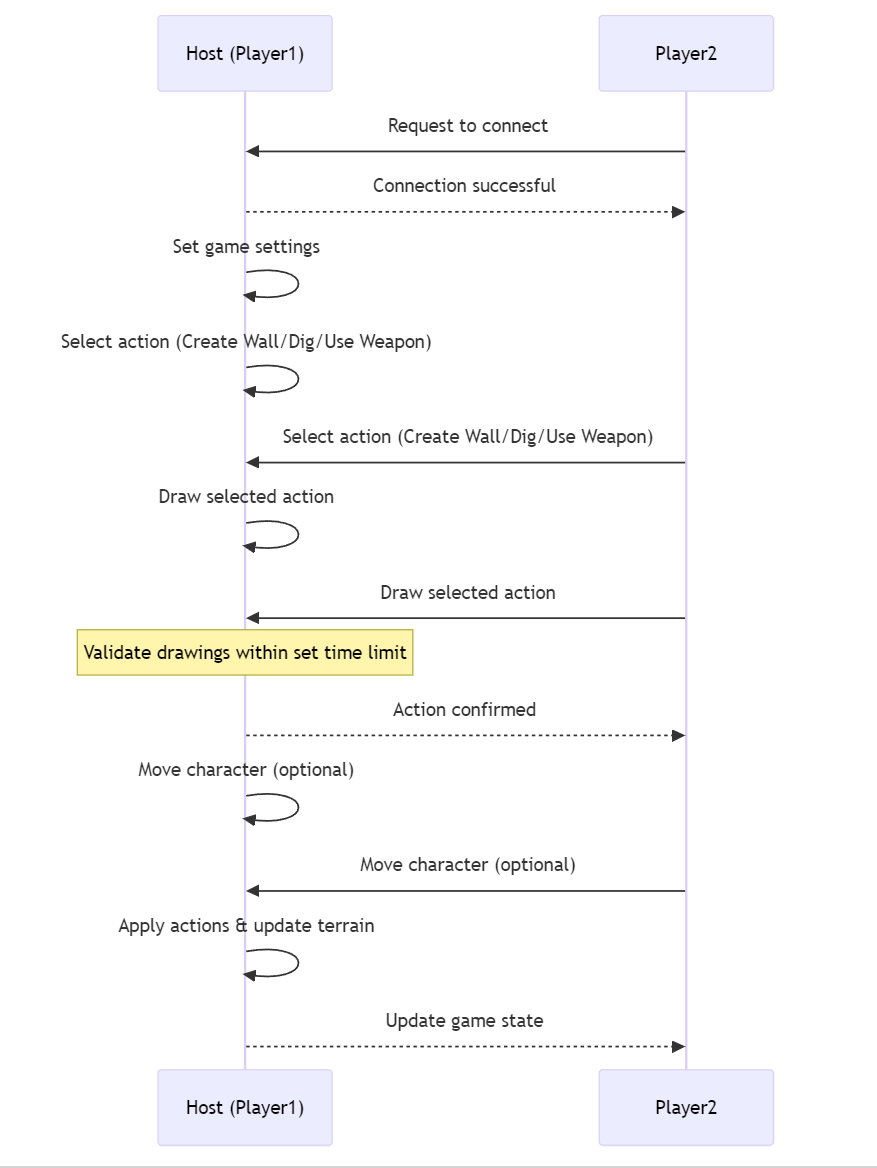 Host (Player1)
Player2
Request to connect
Connection successful
Set game settings
Select action (Create Wall/Dig/Use Weapon)
Select action (Create Wall/Dig/Use Weapon)
Draw selected action
Draw selected action
Validate drawings within set time limit
Action confirmed
Move character (optional)
Move character (optional)
Apply actions & update terrain
Update game state
Host (Player1)
Player2